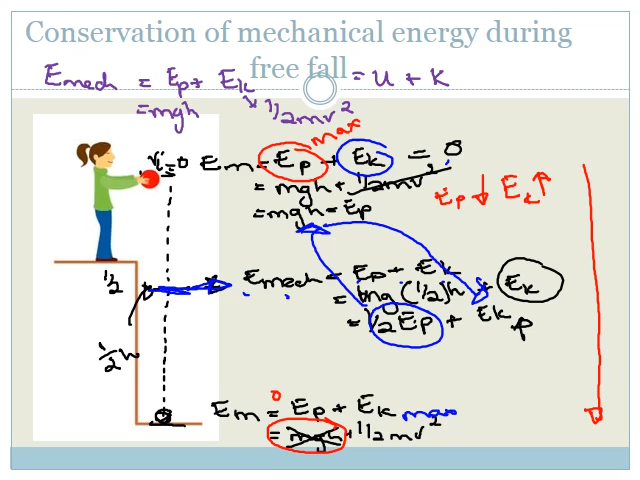 Conservation of mechanical energy during
free fall
Emech = Ep + Ek = U + K
= mgh 1/2mv²
max
vi=0 Em = Ep + Ek = 0
= mgh + 1/2mv²
= mgh = Ep
Ep ↓ Ek ↑
1/2 Emech = Ep + Ek
= mg(1/2)h + Ek
= 1/2 Ep + Ek
1/2h
0
Em = Ep + Ek max
= mgh + 1/2mv²